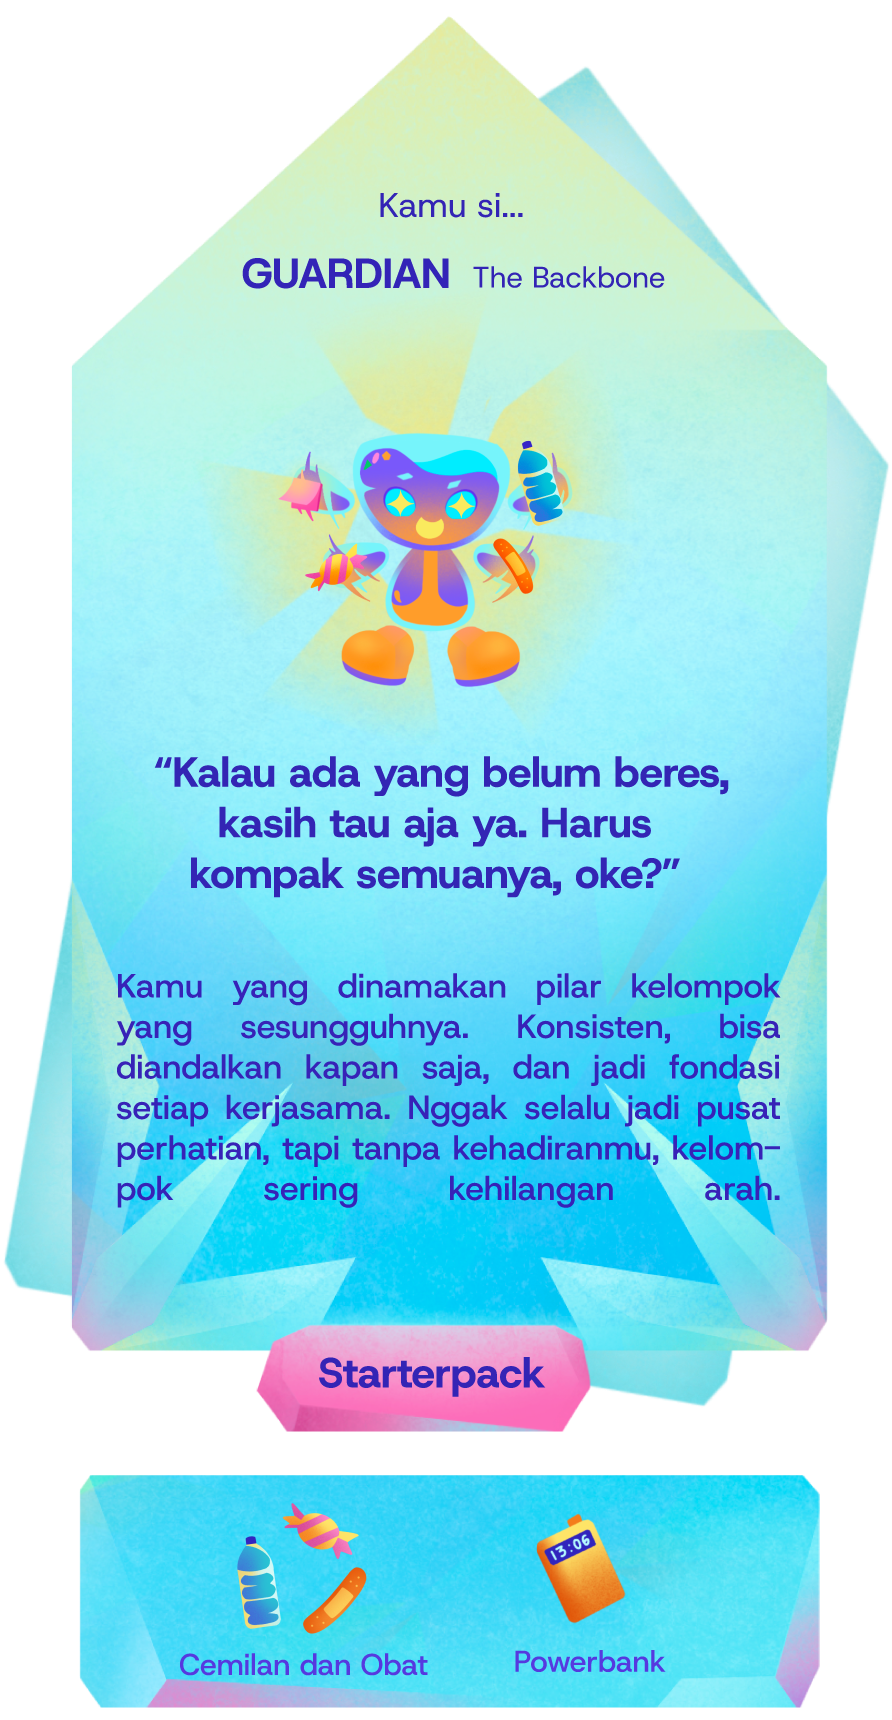 Kamu si...
GUARDIAN The Backbone
“Kalau ada yang belum beres,
kasih tau aja ya. Harus
kompak semuanya, oke?”
Kamu yang dinamakan pilar kelompok
yang sesungguhnya. Konsisten, bisa
diandalkan kapan saja, dan jadi fondasi
setiap kerjasama. Nggak selalu jadi pusat
perhatian, tapi tanpa kehadiranmu, kelom-
pok sering kehilangan arah.
Starterpack
13:06
Cemilan dan Obat
Powerbank